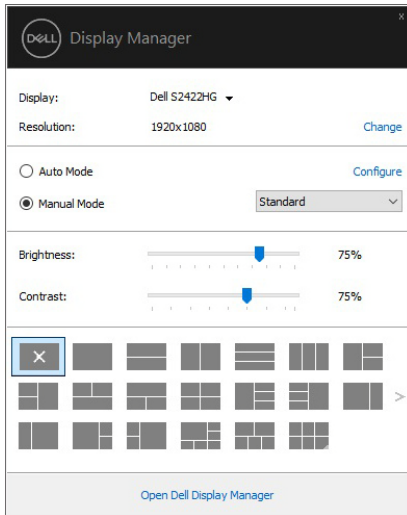 x
DELL Display Manager
Display: Dell S2422HG
Resolution: 1920x1080 Change
Auto Mode Configure
Manual Mode Standard
Brightness: 75%
Contrast: 75%
Open Dell Display Manager